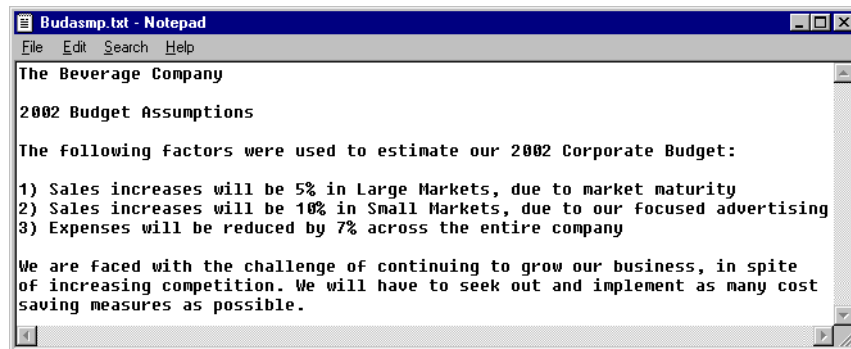 Budasmp.txt - Notepad
File Edit Search Help
The Beverage Company
2002 Budget Assumptions
The following factors were used to estimate our 2002 Corporate Budget:
1) Sales increases will be 5% in Large Markets, due to market maturity
2) Sales increases will be 10% in Small Markets, due to our focused advertising
3) Expenses will be reduced by 7% across the entire company
We are faced with the challenge of continuing to grow our business, in spite
of increasing competition. We will have to seek out and implement as many cost
saving measures as possible.